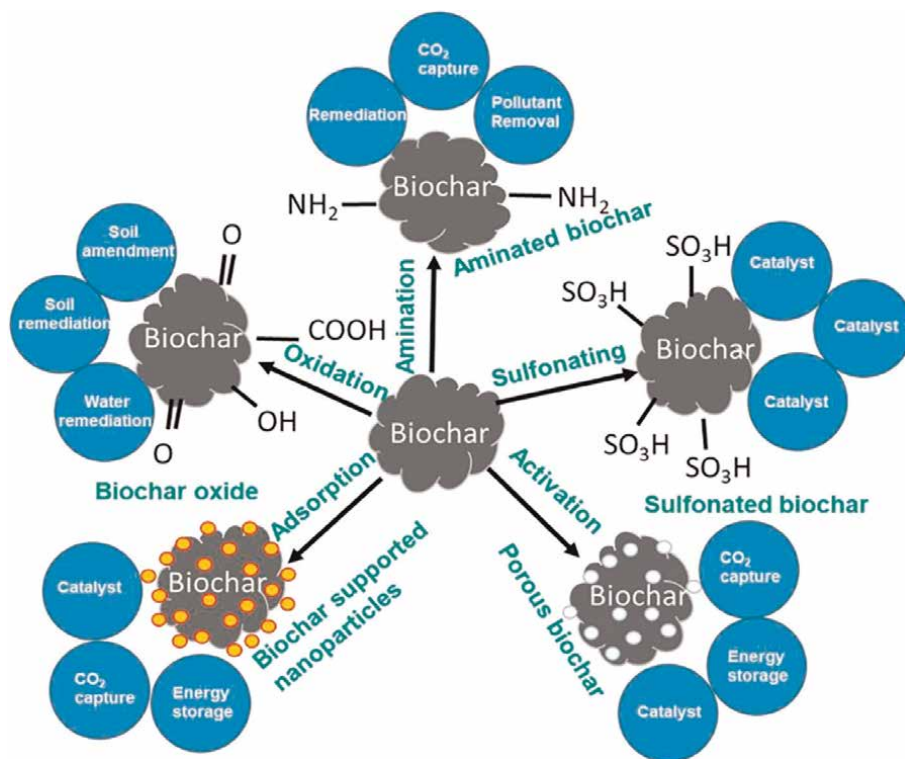 CO₂
capture
Remediation
Pollutant
Removal
Biochar
NH₂
NH₂
Aminated biochar
Amination
Soil
amendment
Soil
remediation
Water
remediation
O
Biochar
COOH
OH
O
Oxidation
Biochar oxide
SO₃H
SO₃H
Biochar
SO₃H
SO₃H
Catalyst
Catalyst
Catalyst
Sulfonating
Sulfonated biochar
Biochar
Adsorption
Biochar
Biochar supported
nanoparticles
Catalyst
CO₂
capture
Energy
storage
Activation
Porous biochar
Biochar
CO₂
capture
Energy
storage
Catalyst